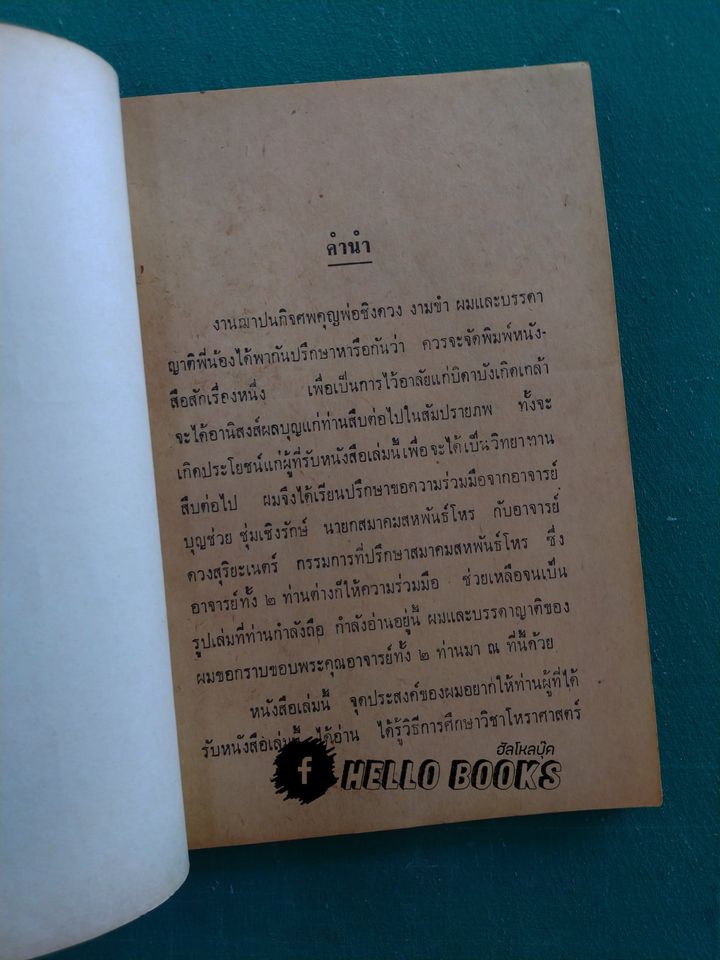 คำนำ
งานฌาปนกิจศพคุญพ่อชิงดวง งามขำ ผมและบรรดา
ญาติพี่น้องได้พากันปรึกษาหารือกันว่า ควรจะจัดพิมพ์หนัง-
สือสักเรื่องหนึ่ง เพื่อเป็นการไว้อาลัยแก่บิดาบังเกิดเกล้า
จะได้อานิสงส์ผลบุญแก่ท่านสืบต่อไปในสัมปรายภพ ทั้งจะ
เกิดประโยชน์แก่ผู้ที่รับหนังสือเล่มนี้เพื่อจะได้เป็นวิทยาทาน
สืบต่อไป ผมจึงได้เรียนปรึกษาขอความร่วมมือจากอาจารย์
บุญช่วย ชุ่มเชิงรักษ์ นายกสมาคมสหพันธ์โหร กับอาจารย์
ดวงสุริยะเนตร์ กรรมการที่ปรึกษาสมาคมสหพันธ์โหร ซึ่ง
อาจารย์ทั้ง ๒ ท่านต่างก็ให้ความร่วมมือ ช่วยเหลือจนเป็น
รูปเล่มที่ท่านกำลังถือ กำลังอ่านอยู่นี้ ผมและบรรดาญาติของ
ผมขอกราบขอบพระคุณอาจารย์ทั้ง ๒ ท่านมา ณ ที่นี้ด้วย
หนังสือเล่มนี้ จุดประสงค์ของผมอยากให้ท่านผู้ที่ได้
รับหนังสือเล่มนี้ ได้อ่าน ได้รู้วิธีการศึกษาวิชาโหราศาสตร์
ฮัลโหลบุ๊ค
f HELLO BOOKS